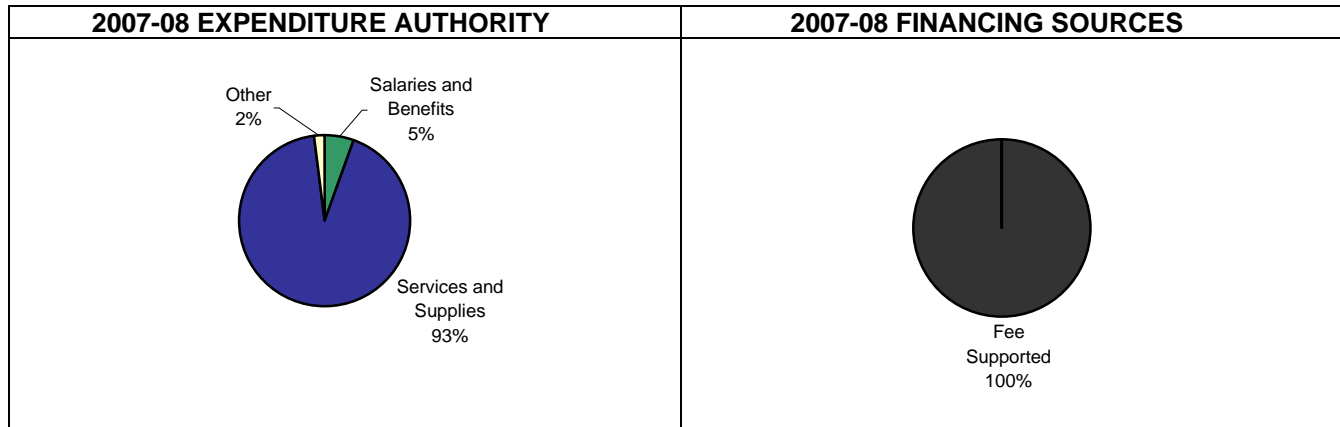 2007-08 EXPENDITURE AUTHORITY
2007-08 FINANCING SOURCES
Other
2%
Salaries and
Benefits
5%
Services and
Supplies
93%
Fee
Supported
100%